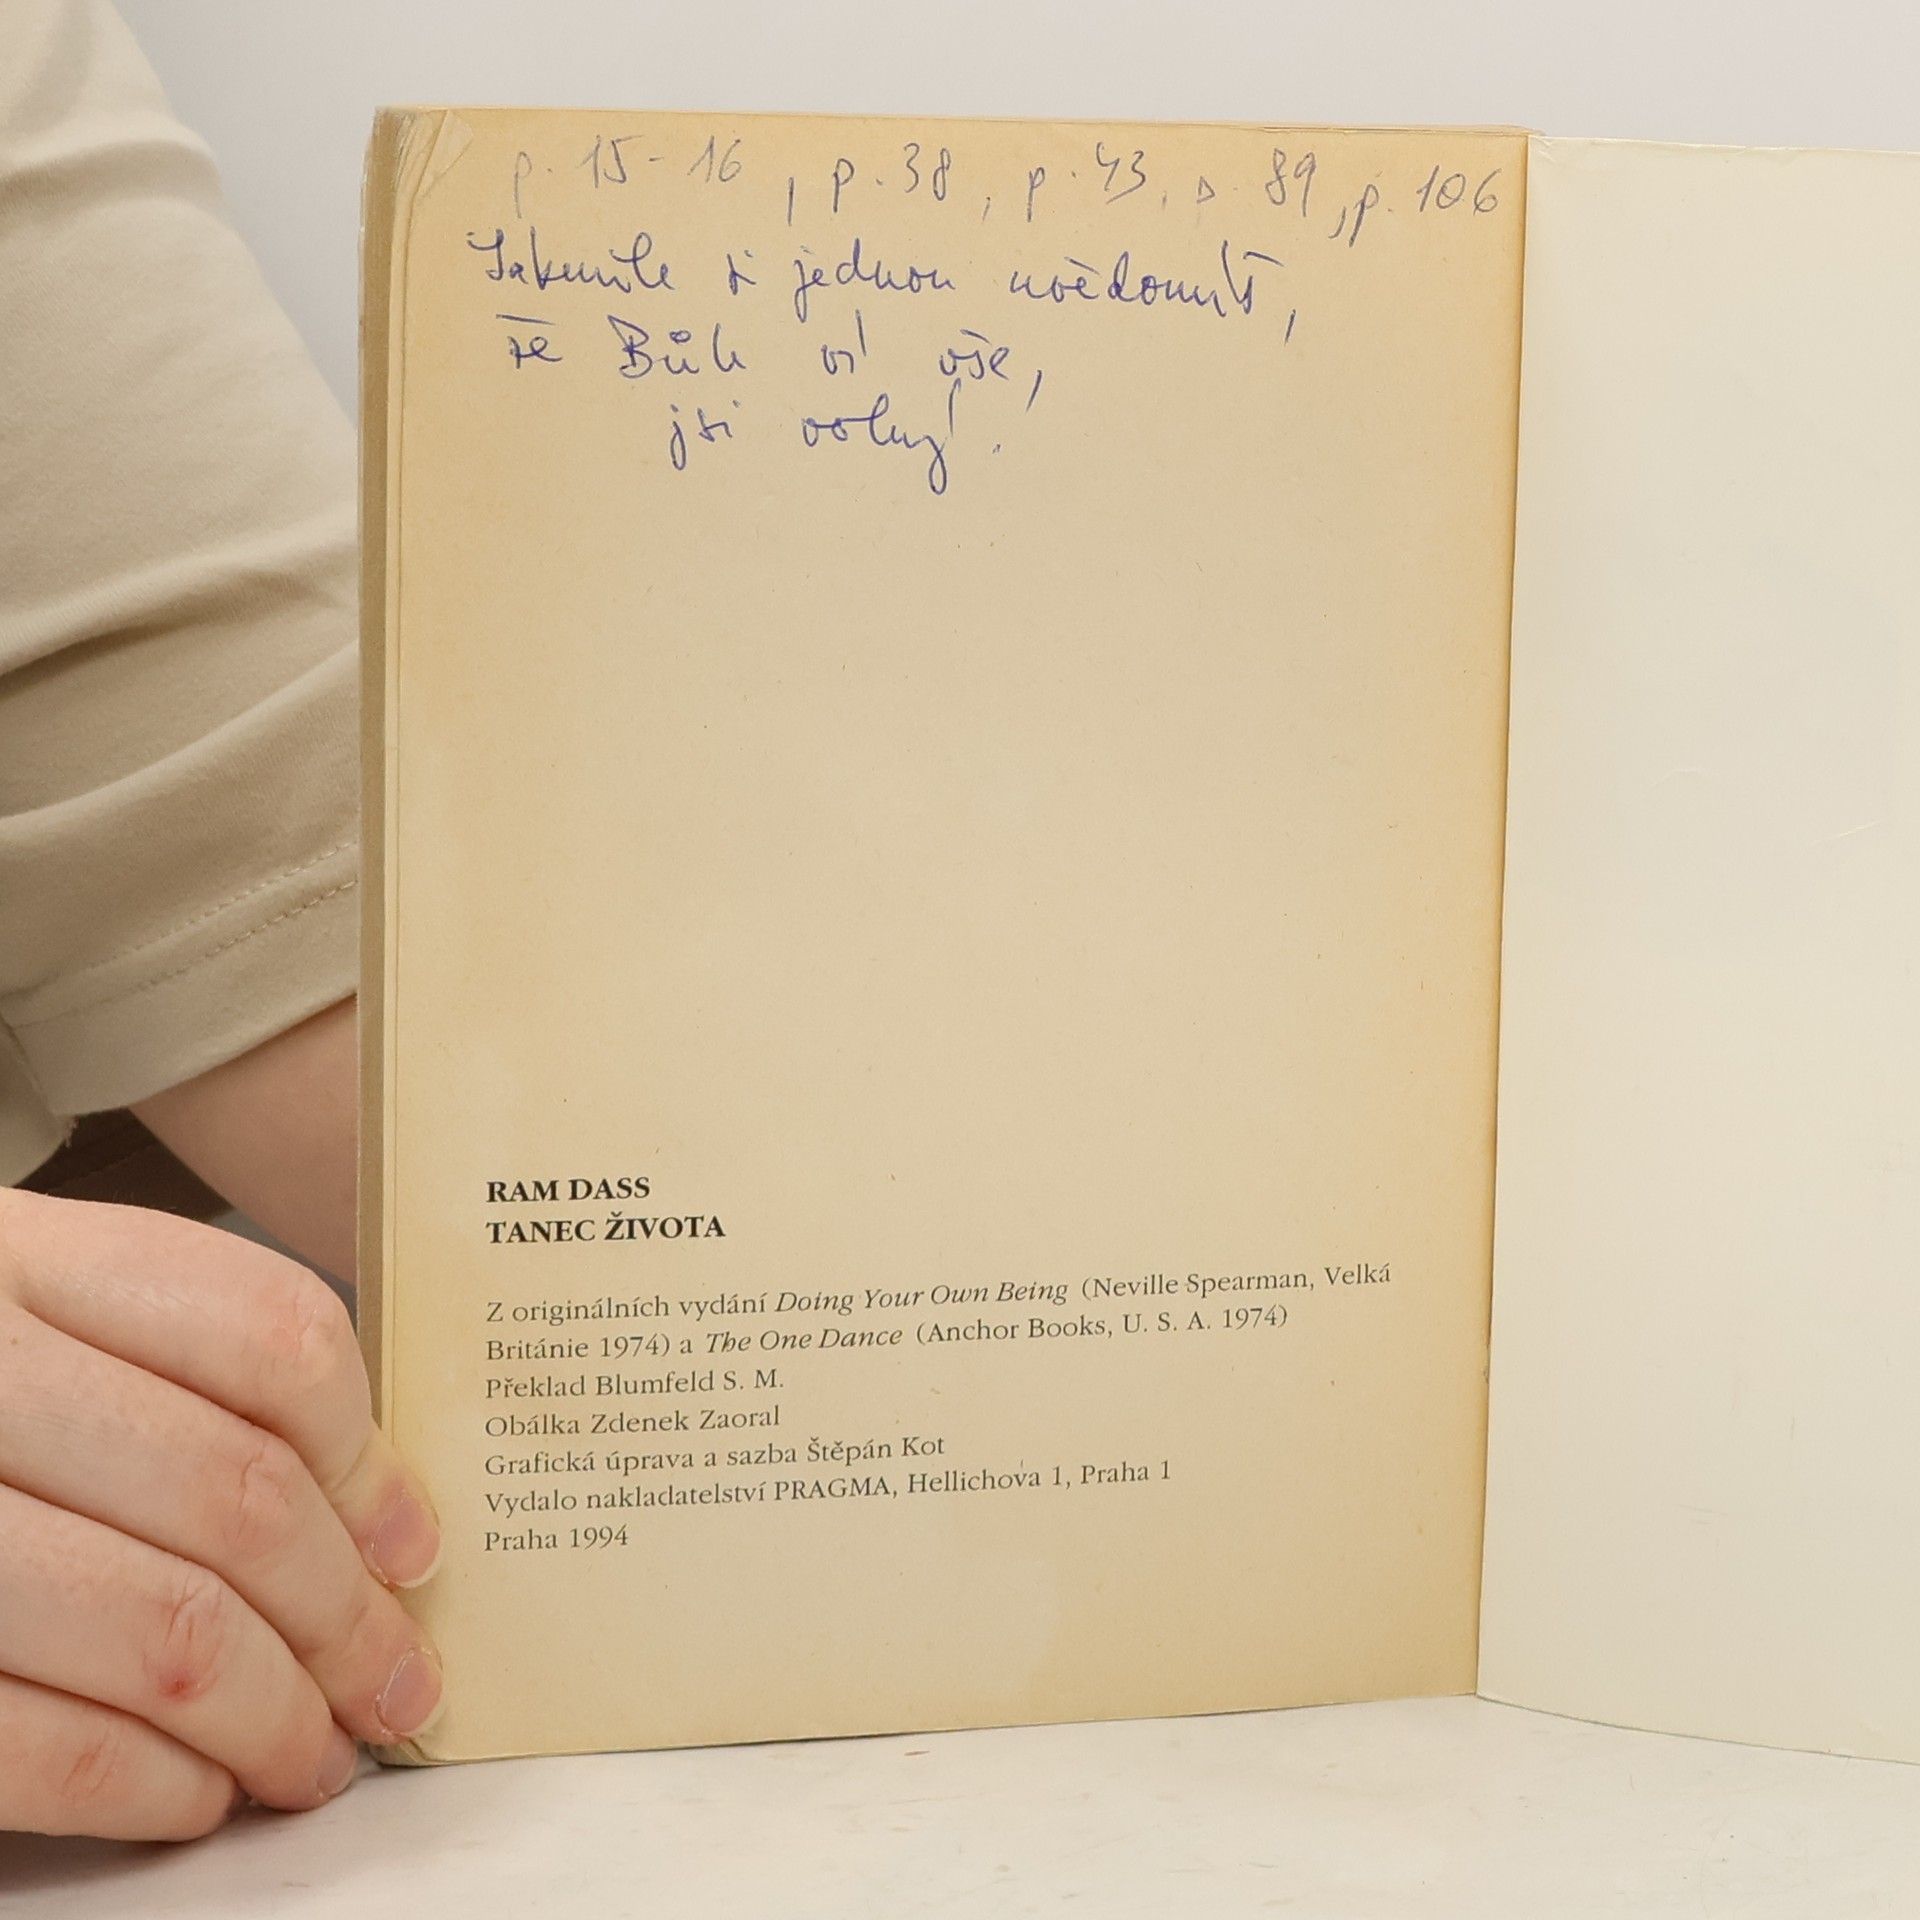 p. 15-16, p. 38, p. 43, s. 89, p. 106
Jakmile si jednou uvědomíš,
že Bůh ví vše,
jsi volný!
RAM DASS
TANEC ŽIVOTA
Z originálních vydání Doing Your Own Being (Neville Spearman, Velká
Británie 1974) a The One Dance (Anchor Books, U. S. A. 1974)
Překlad Blumfeld S. M.
Obálka Zdenek Zaoral
Grafická úprava a sazba Štěpán Kot
Vydalo nakladatelství PRAGMA, Hellichova 1, Praha 1
Praha 1994